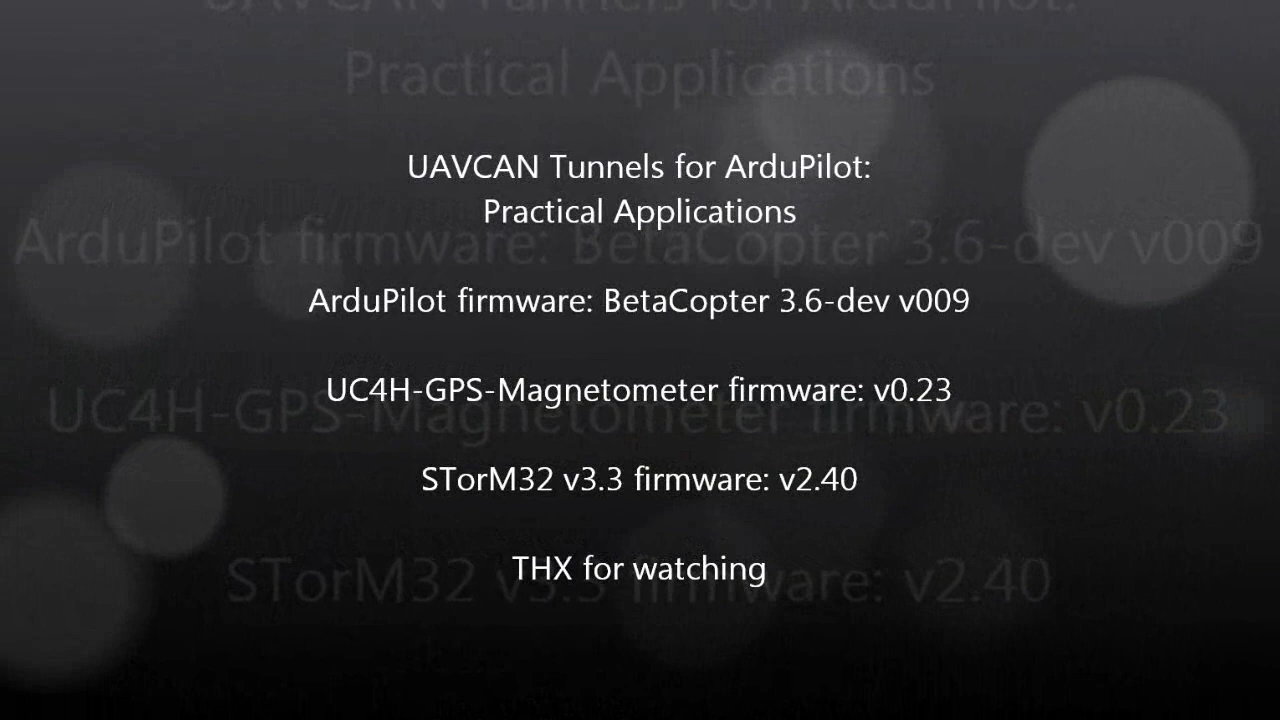 UAVCAN Tunnels for ArduPilot:
Practical Applications
ArduPilot firmware: BetaCopter 3.6-dev v009
UC4H-GPS-Magnetometer firmware: v0.23
STorM32 v3.3 firmware: v2.40
THX for watching